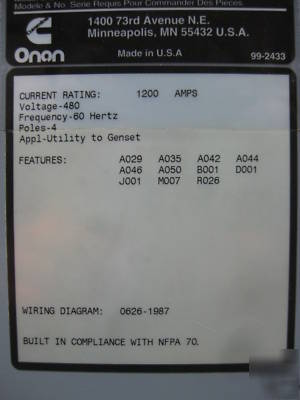 Modele & No. Serie Requis Pour Commander Des Pieces.
1400 73rd Avenue N.E.
Minneapolis, MN 55432 U.S.A.
Onan
Made in U.S.A
99-2433
CURRENT RATING: 1200 AMPS
Voltage-480
Frequency-60 Hertz
Poles-4
Appl-Utility to Genset
FEATURES: A029 A035 A042 A044
A046 A050 B001 D001
J001 M007 R026
WIRING DIAGRAM: 0626-1987
BUILT IN COMPLIANCE WITH NFPA 70.